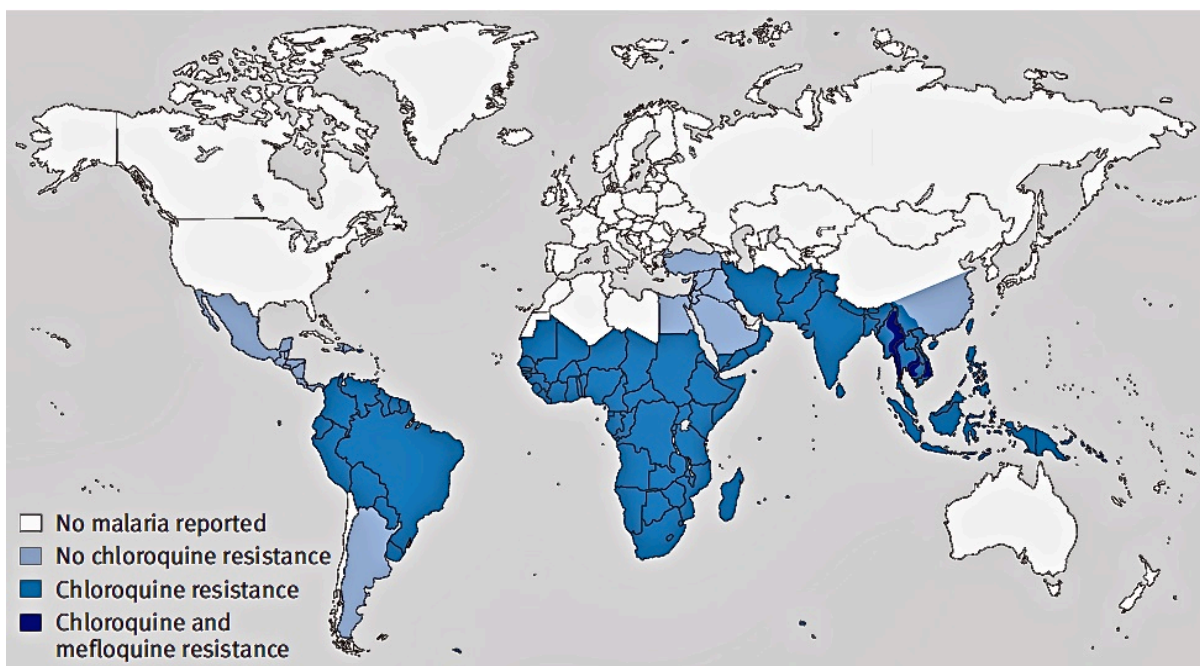 No malaria reported
No chloroquine resistance
Chloroquine resistance
Chloroquine and
mefloquine resistance